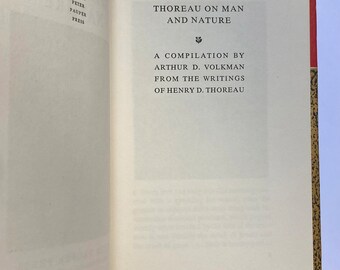 PETER
PAUPER
PRESS
THOREAU ON MAN
AND NATURE
A COMPILATION BY
ARTHUR D. VOLKMAN
FROM THE WRITINGS
OF HENRY D. THOREAU